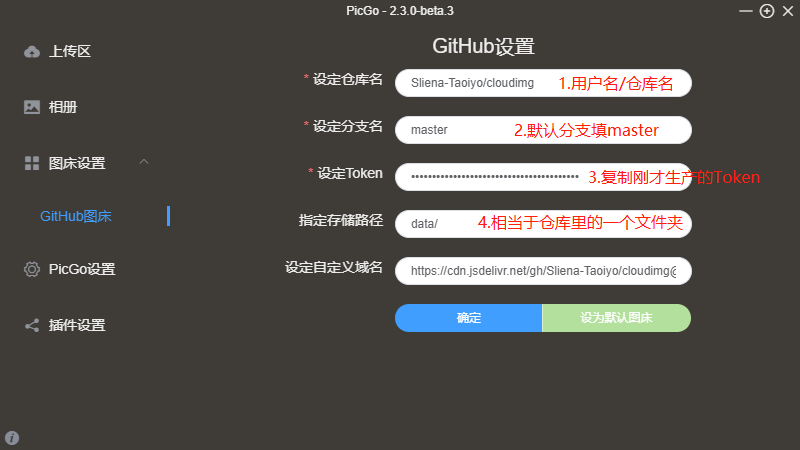 PicGo - 2.3.0-beta.3
上传区
相册
图床设置
GitHub图床
PicGo设置
插件设置
GitHub设置
* 设定仓库名
Sliena-Taoiyo/cloudimg
1.用户名/仓库名
* 设定分支名
master
2.默认分支填master
* 设定Token
••••••••••••••••••••••••••••••••••••••••
3.复制刚才生产的Token
指定存储路径
data/
4.相当于仓库里的一个文件夹
设定自定义域名
https://cdn.jsdelivr.net/gh/Sliena-Taoiyo/cloudimg@
确定
设为默认图床